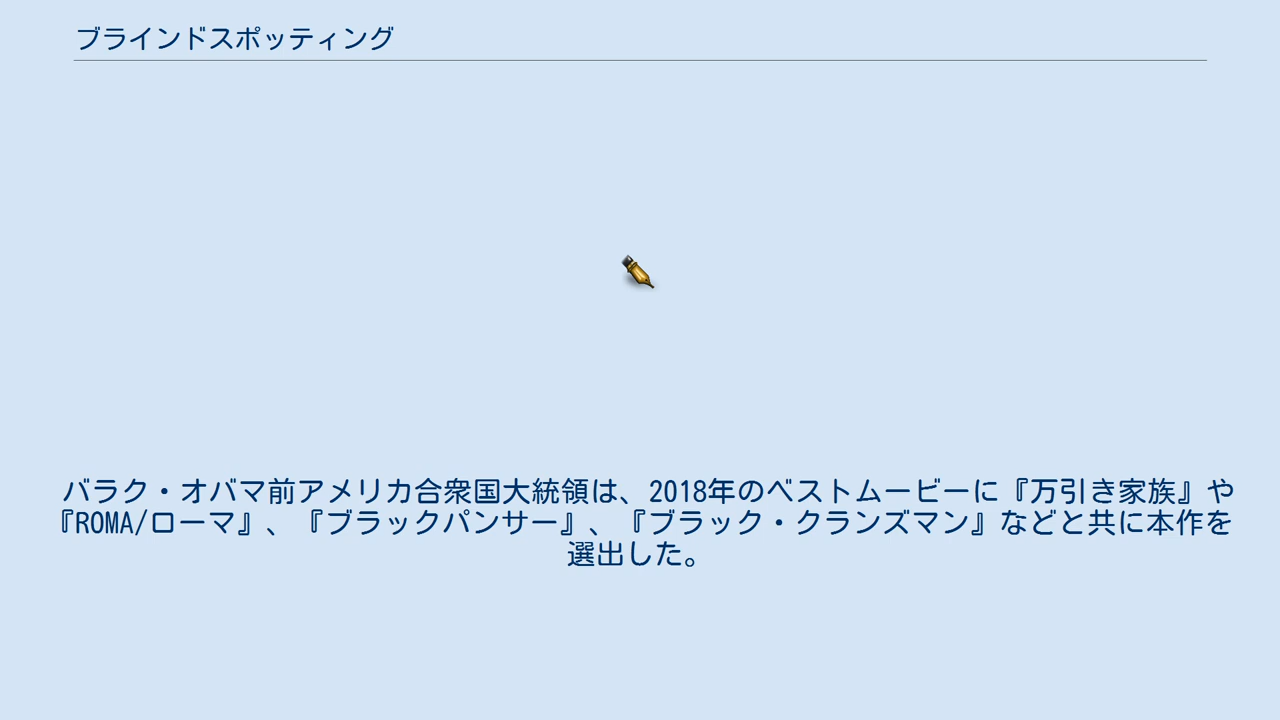 ブラインドスポッティング
バラク・オバマ前アメリカ合衆国大統領は、2018年のベストムービーに『万引き家族』や
『ROMA/ローマ』、『ブラックパンサー』、『ブラック・クランズマン』などと共に本作を
選出した。